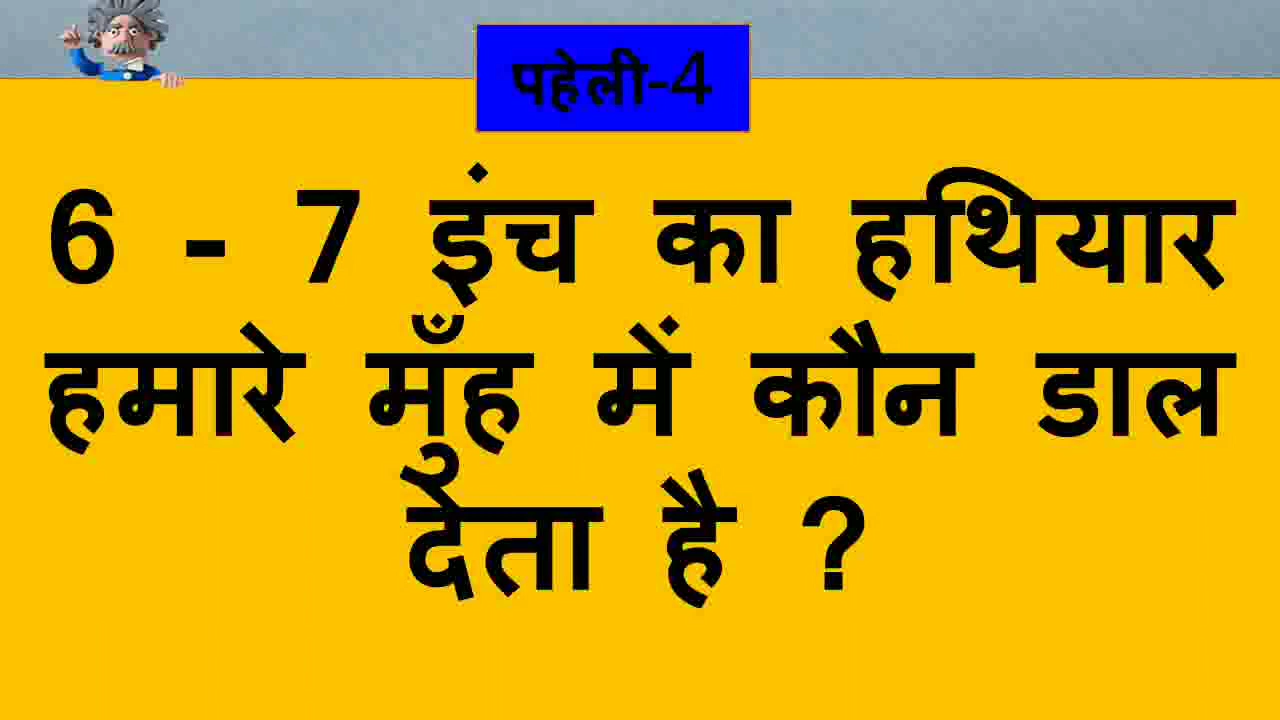 पहेली-4
6 - 7 इंच का हथियार
हमारे मुँह में कौन डाल
देता है ?